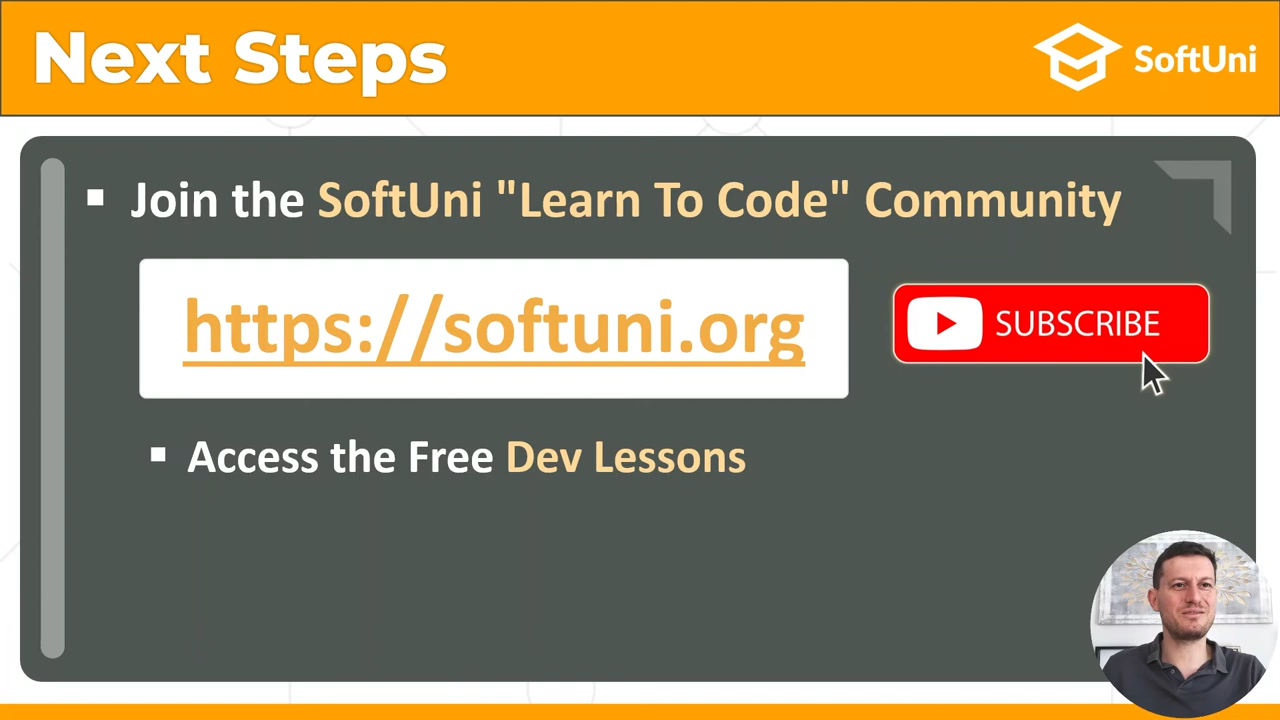 Next Steps
SoftUni
Join the SoftUni "Learn To Code" Community
https://softuni.org
SUBSCRIBE
Access the Free Dev Lessons